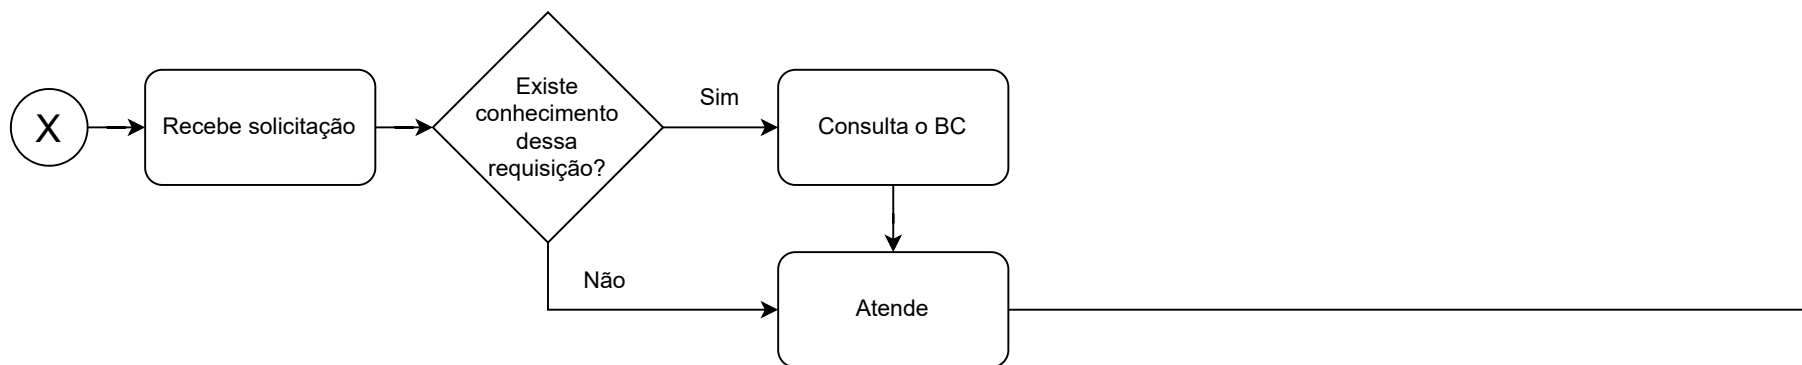 X
Recebe solicitação
Existe
conhecimento
dessa
requisição?
Sim
Consulta o BC
Não
Atende